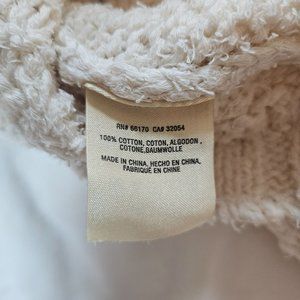 RN# 66170 CA# 32054
100% COTTON, COTON, ALGODON,
COTONE, BAUMWOLLE
MADE IN CHINA, HECHO EN CHINA,
FABRIQUÉ EN CHINE